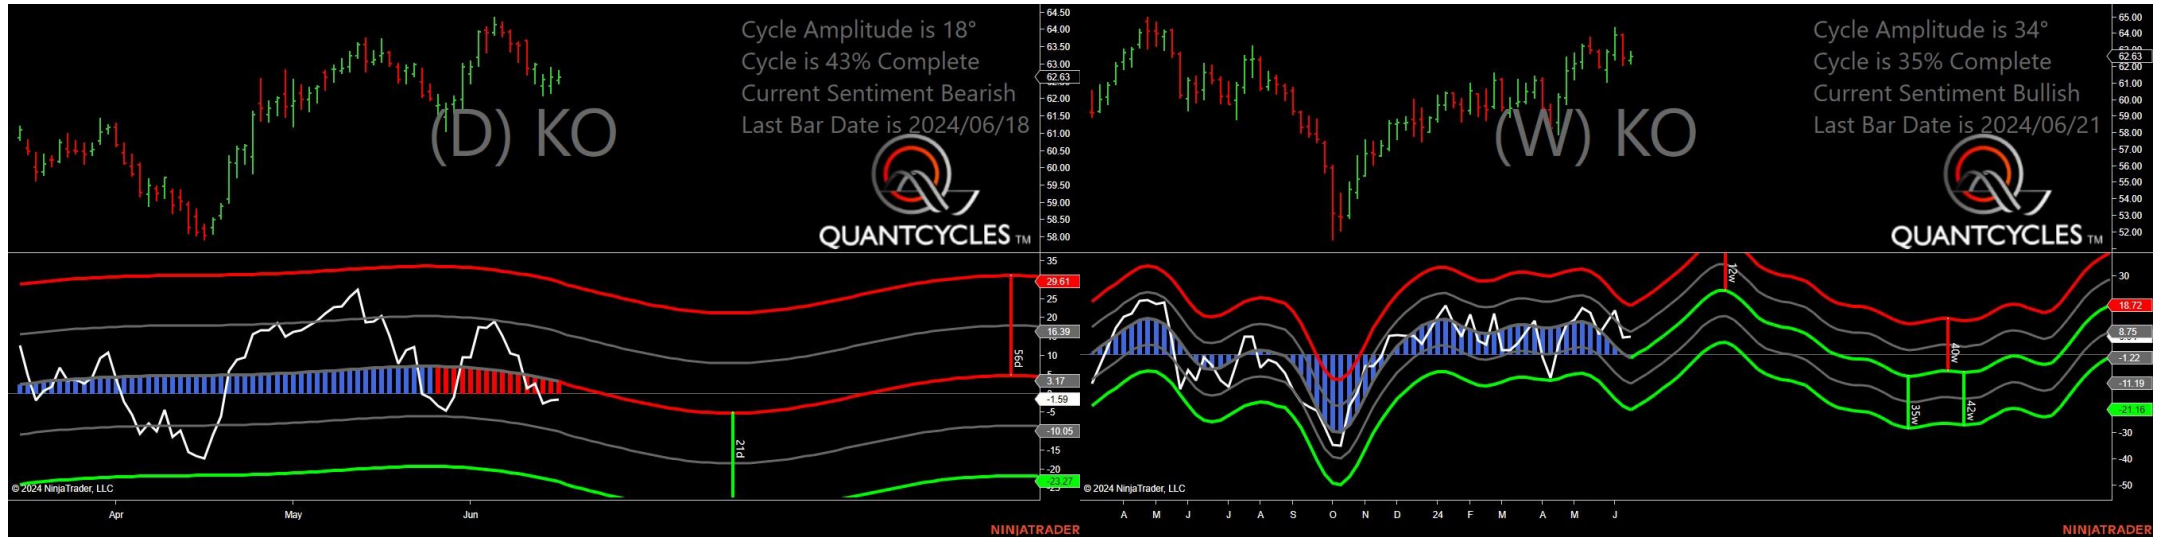 Cycle Amplitude is 18°
Cycle is 43% Complete
Current Sentiment Bearish
Last Bar Date is 2024/06/18
(D) KO
QUANTCYCLES TM
64.50
64.00
63.50
63.00
62.63
62.00
61.50
61.00
60.50
60.00
59.50
59.00
58.50
58.00
35
29.61
25
20
16.39
10
3.17
-1.59
-5
-10.05
-15
-20
-23.27
56d
21d
© 2024 NinjaTrader, LLC
Apr May Jun
NINJATRADER
Cycle Amplitude is 34°
Cycle is 35% Complete
Current Sentiment Bullish
Last Bar Date is 2024/06/21
(W) KO
QUANTCYCLES TM
65.00
64.00
62.63
62.00
61.00
60.00
59.00
58.00
57.00
56.00
55.00
54.00
53.00
52.00
12w
40w
35w
42w
30
18.72
8.75
-1.22
-11.19
-21.16
-30
-40
-50
© 2024 NinjaTrader, LLC
A M J J A S O N D 24 F M A M J
NINJATRADER